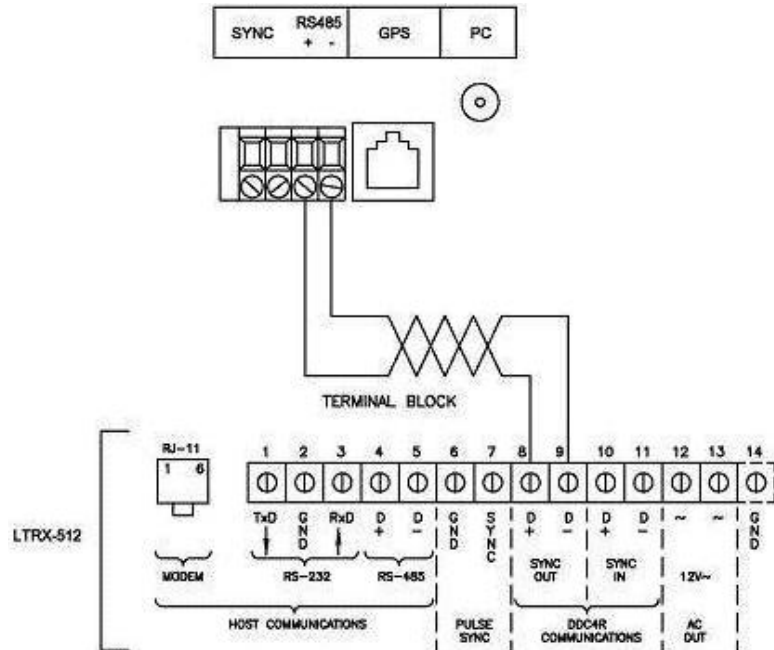 SYNC RS485 GPS PC
+ -
TERMINAL BLOCK
RJ-11 1 2 3 4 5 6 7 8 9 10 11 12 13 14
1 6
LTRX-512
TxD GND RxD D+ D- GND SYNC D+ D- D+ D- ~ ~ GND
SYNC OUT SYNC IN
MODEM RS-232 RS-485 12V~
HOST COMMUNICATIONS PULSE SYNC DDC4R COMMUNICATIONS AC OUT